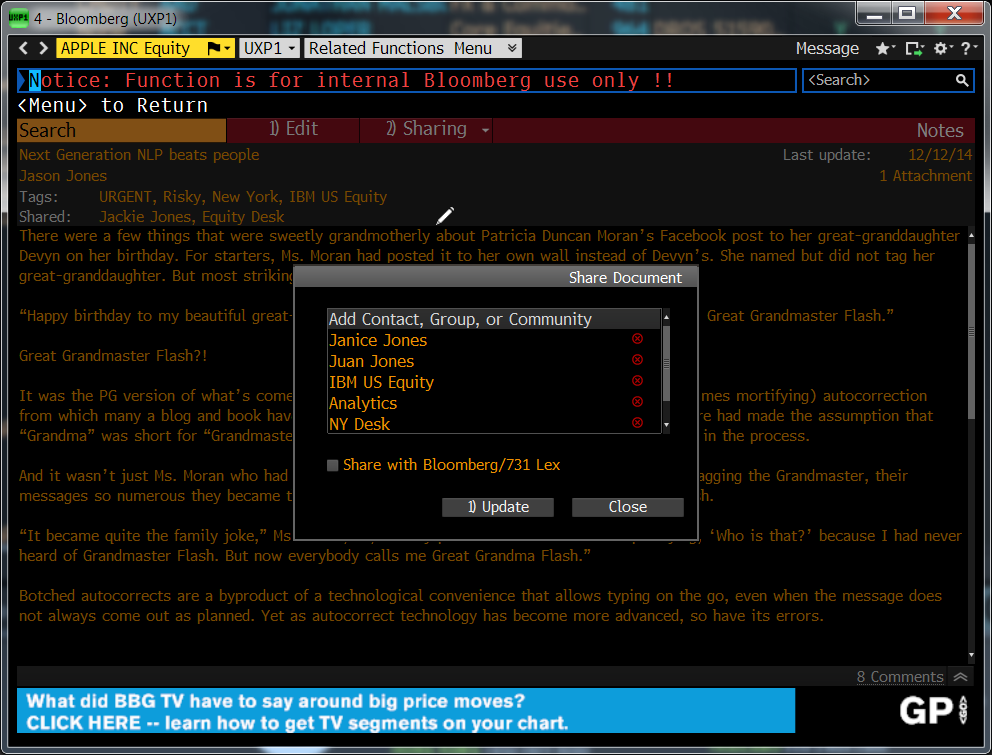 4 - Bloomberg (UXP1)
APPLE INC Equity UXP1 Related Functions Menu Message ?
Notice: Function is for internal Bloomberg use only !! <Search>
<Menu> to Return
Search 1) Edit 2) Sharing Notes
Next Generation NLP beats people Last update: 12/12/14
Jason Jones 1 Attachment
Tags: URGENT, Risky, New York, IBM US Equity
Shared: Jackie Jones, Equity Desk
There were a few things that were sweetly grandmotherly about Patricia Duncan Moran's Facebook post to her great-granddaughter
Devyn on her birthday. For starters, Ms. Moran had posted it to her own wall instead of Devyn's. She named but did not tag her
great-granddaughter. But most striking
"Happy birthday to my beautiful great- Great Grandmaster Flash."
Great Grandmaster Flash?!
It was the PG version of what's come mes mortifying) autocorrection
from which many a blog and book hav re had made the assumption that
"Grandma" was short for "Grandmaste in the process.
And it wasn't just Ms. Moran who had agging the Grandmaster, their
messages so numerous they became t h.
"It became quite the family joke," Ms 'Who is that?' because I had never
heard of Grandmaster Flash. But now everybody calls me Great Grandma Flash."
Botched autocorrects are a byproduct of a technological convenience that allows typing on the go, even when the message does
not always come out as planned. Yet as autocorrect technology has become more advanced, so have its errors.
Share Document
Add Contact, Group, or Community
Janice Jones
Juan Jones
IBM US Equity
Analytics
NY Desk
Share with Bloomberg/731 Lex
1) Update Close
8 Comments
What did BBG TV have to say around big price moves?
CLICK HERE -- learn how to get TV segments on your chart.
GP